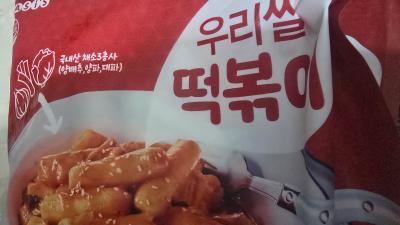 우리쌀
떡볶이
국내산 채소3총사
(양배추,양파,대파)